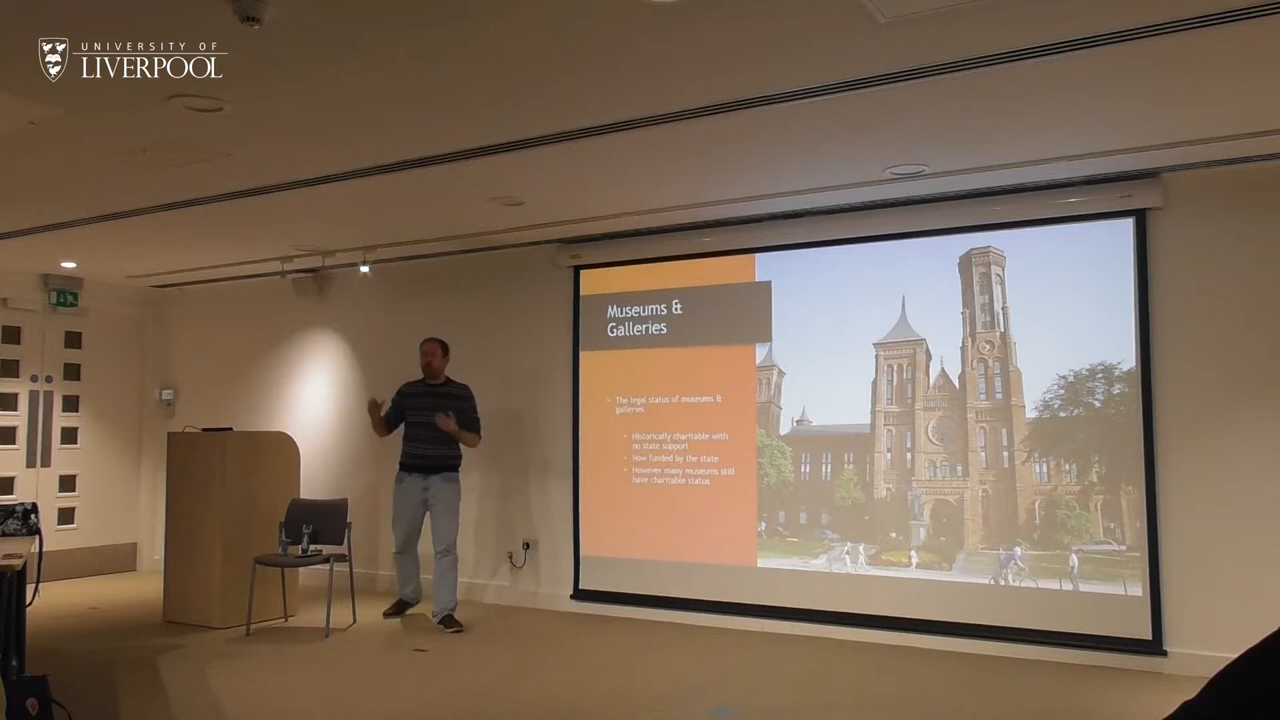 UNIVERSITY OF
LIVERPOOL
Museums &
Galleries
The legal status of museums &
galleries
Historically charitable with
no state support
Now funded by the state
However many museums still
have charitable status